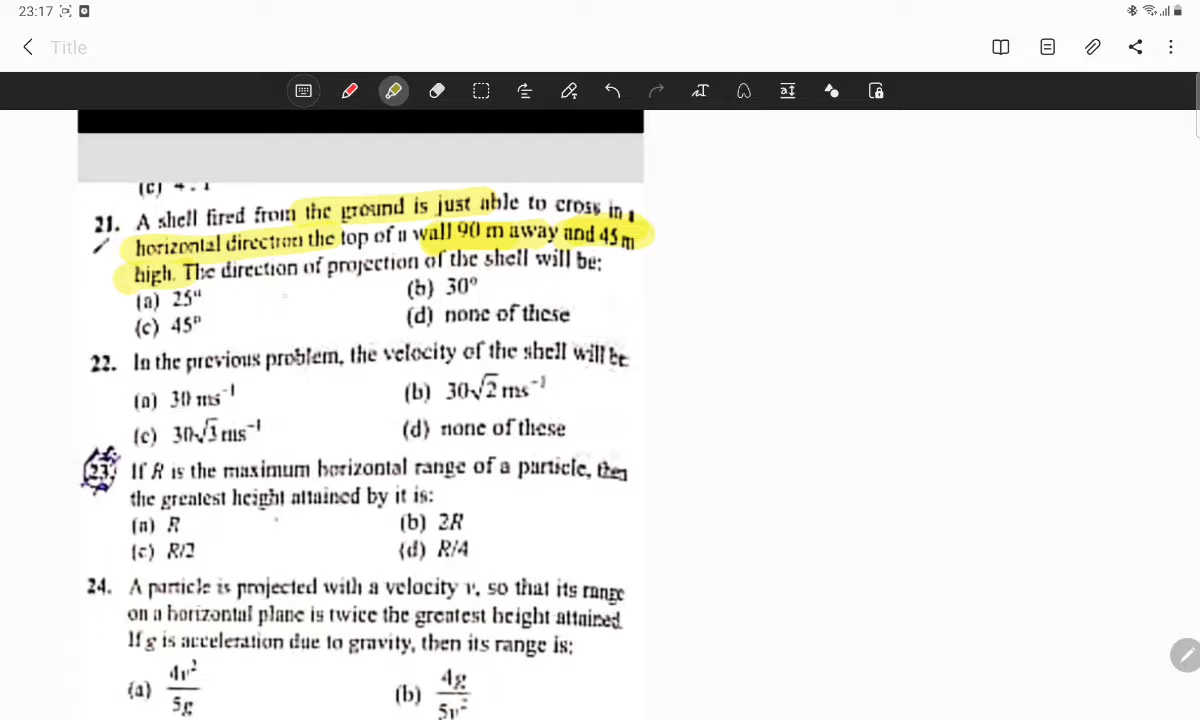 23:17
Title
21. A shell fired from the ground is just able to cross in a
horizontal direction the top of a wall 90 m away and 45 m
high. The direction of projection of the shell will be:
(a) 25° (b) 30°
(c) 45° (d) none of these
22. In the previous problem, the velocity of the shell will be
(a) 30 ms⁻¹ (b) 30√2 ms⁻¹
(c) 30√3 ms⁻¹ (d) none of these
23. If R is the maximum horizontal range of a particle, then
the greatest height attained by it is:
(a) R (b) 2R
(c) R/2 (d) R/4
24. A particle is projected with a velocity v, so that its range
on a horizontal plane is twice the greatest height attained.
If g is acceleration due to gravity, then its range is:
(a) 4v²/5g (b) 4g/5v²